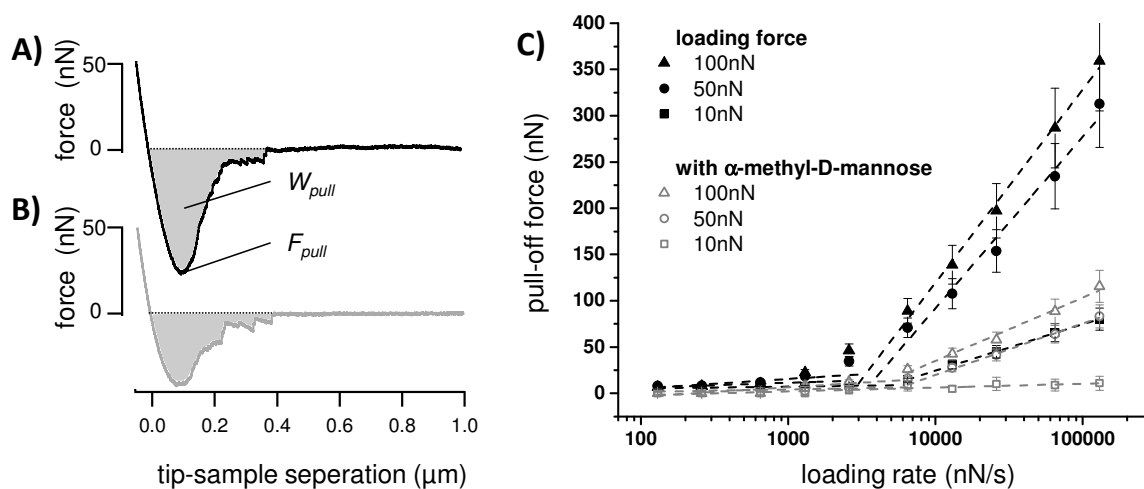 A)
force (nN)
50
0
W_pull
B)
F_pull
force (nN)
50
0
0.0 0.2 0.4 0.6 0.8 1.0
tip-sample seperation (µm)
C)
pull-off force (nN)
400
350
300
250
200
150
100
50
0
loading force
100nN
50nN
10nN
with α-methyl-D-mannose
100nN
50nN
10nN
100 1000 10000 100000
loading rate (nN/s)